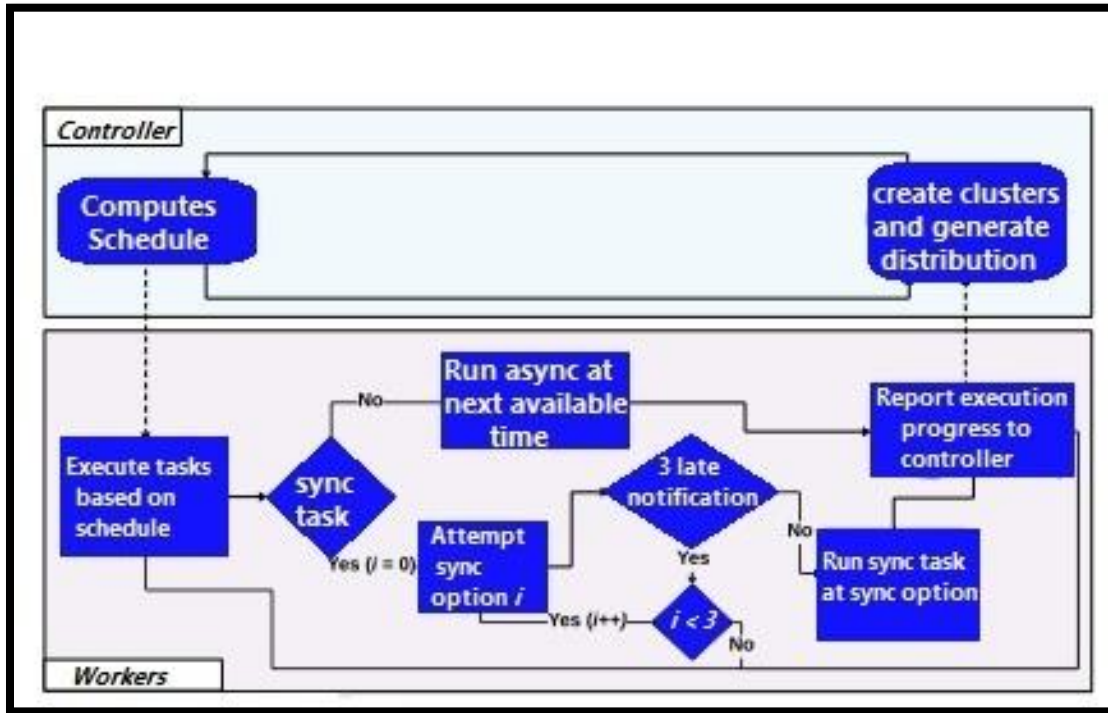 Controller
Computes
Schedule
create clusters
and generate
distribution
Run async at
next available
time
No
Report execution
progress to
controller
Execute tasks
based on
schedule
sync
task
3 late
notification
Yes (i = 0)
Attempt
sync
option i
No
Yes
Run sync task
at sync option
Yes (i++)
i < 3
No
Workers